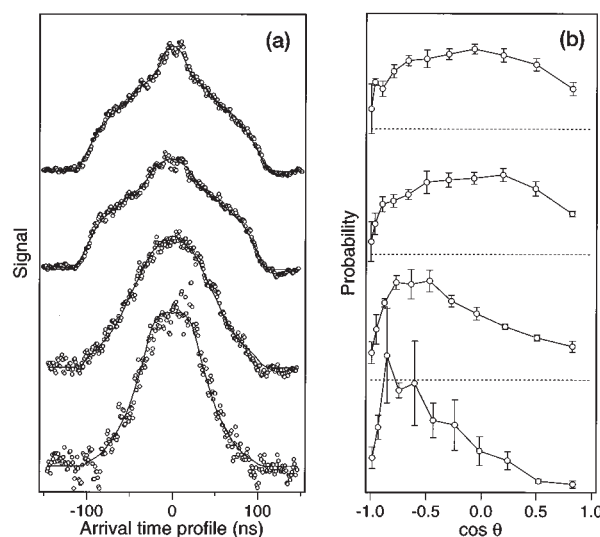 (a)
Signal
-100
0
100
Arrival time profile (ns)
(b)
Probability
-1.0
-0.5
0.0
0.5
1.0
cos θ